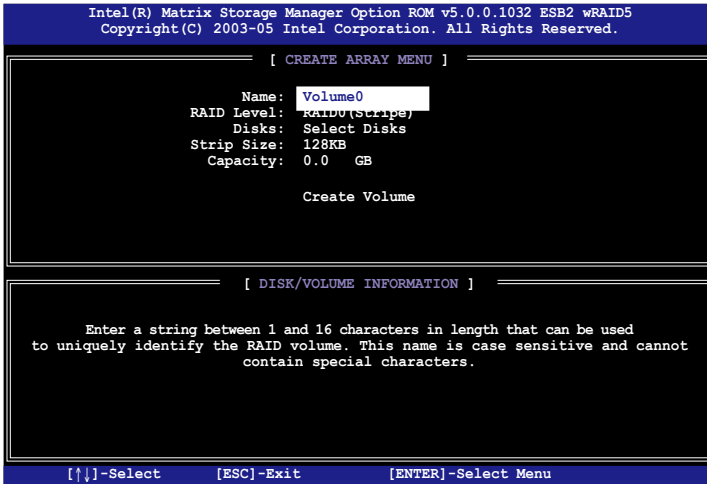 Intel(R) Matrix Storage Manager Option ROM v5.0.0.1032 ESB2 wRAID5
Copyright(C) 2003-05 Intel Corporation. All Rights Reserved.
[ CREATE ARRAY MENU ]
Name: Volume0
RAID Level: RAID0(Stripe)
Disks: Select Disks
Strip Size: 128KB
Capacity: 0.0 GB
Create Volume
[ DISK/VOLUME INFORMATION ]
Enter a string between 1 and 16 characters in length that can be used
to uniquely identify the RAID volume. This name is case sensitive and cannot
contain special characters.
[↑↓]-Select [ESC]-Exit [ENTER]-Select Menu